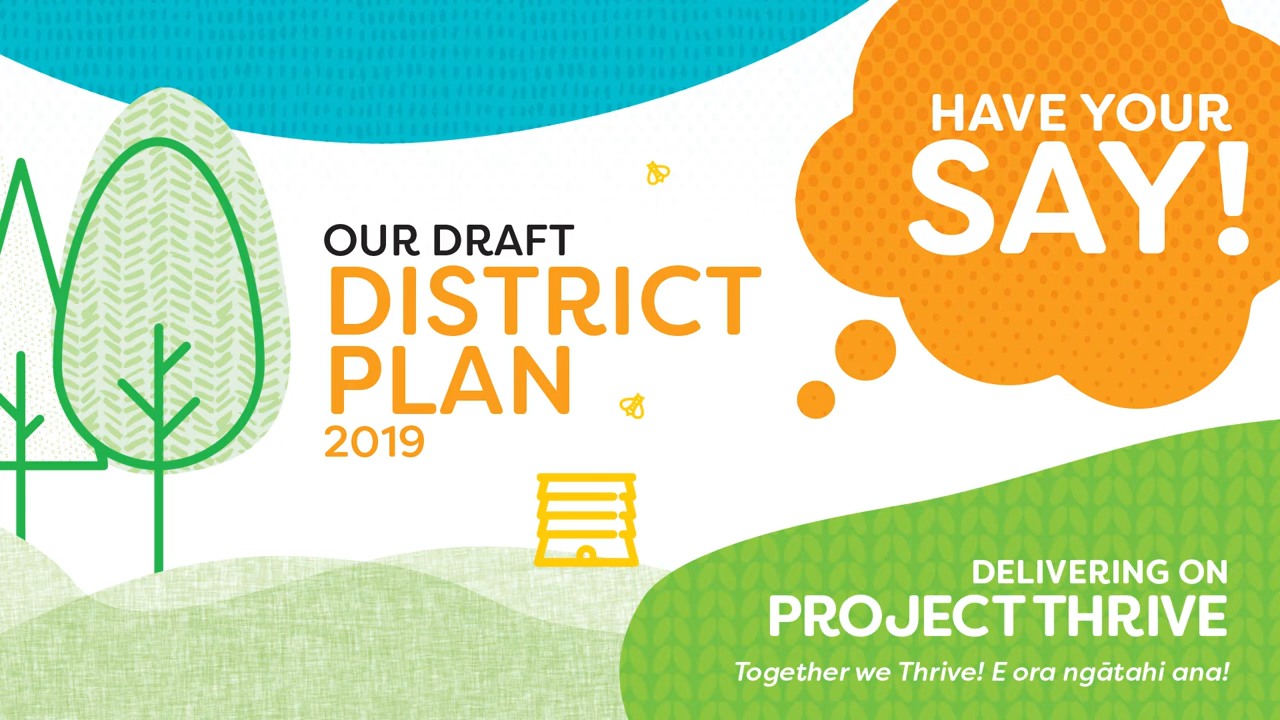 OUR DRAFT
DISTRICT
PLAN
2019
HAVE YOUR
SAY!
DELIVERING ON
PROJECT THRIVE
Together we Thrive! E ora ngātahi ana!